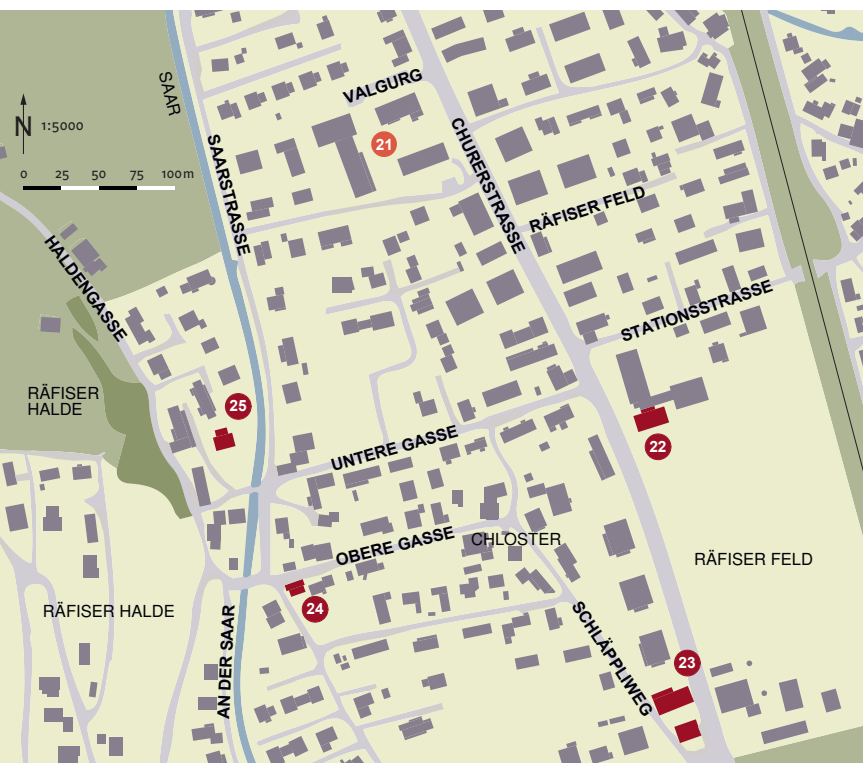 SAAR
VALGURG
N 1:5000
21
CHURERSTRASSE
SAARSTRASSE
0 25 50 75 100 m
RÄFISER FELD
HALDENGASSE
STATIONSSTRASSE
RÄFISER
HALDE
25
UNTERE GASSE
22
OBERE GASSE
CHLOSTER
RÄFISER FELD
24
RÄFISER HALDE
AN DER SAAR
SCHLÄPPLIWEG
23